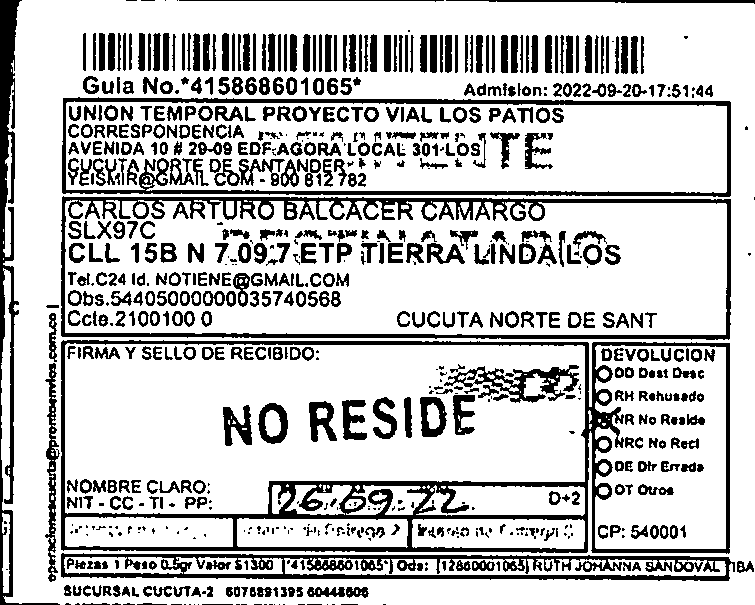 Guia No.*415868601065*
Admision: 2022-09-20-17:51:44
UNION TEMPORAL PROYECTO VIAL LOS PATIOS
CORRESPONDENCIA
AVENIDA 10 # 29-09 EDF.AGORA LOCAL 301 LOS
CUCUTA NORTE DE SANTANDER
YEISMIR@GMAIL COM - 900 812 782
CARLOS ARTURO BALCACER CAMARGO
SLX97C
CLL 15B N 7 09 7 ETP TIERRA LINDA LOS
Tel.C24 Id. NOTIENE@GMAIL.COM
Obs.54405000000035740568
Ccte.2100100 0
CUCUTA NORTE DE SANT
operacionescucuta@prontoenvios.com.co
FIRMA Y SELLO DE RECIBIDO:
NO RESIDE
NOMBRE CLARO:
NIT - CC - TI - PP:
26/09/22
D+2
DEVOLUCION
DD Dest Desc
RH Rehusado
NR No Reside
NRC No Recl
DE Dir Errada
OT Otros
CP: 540001
Piezas 1 Peso 0.5gr Valor $1300 [*415868601065*] Ods: [12860001065] RUTH JOHANNA SANDOVAL TIBA
SUCURSAL CUCUTA-2 6076891395 60448606